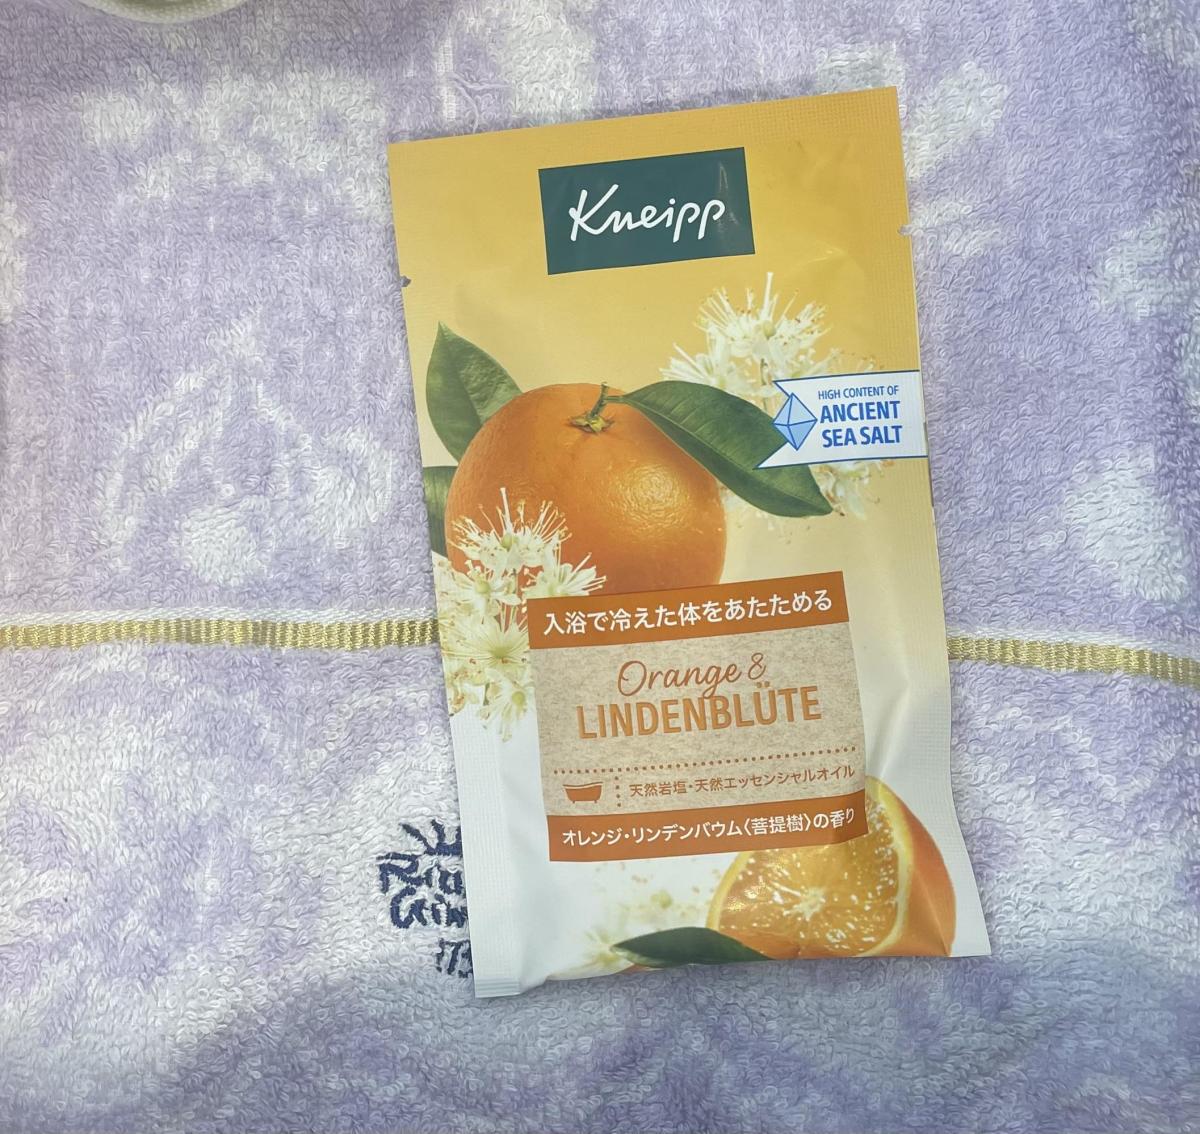 Kneipp
HIGH CONTENT OF
ANCIENT
SEA SALT
入浴で冷えた体をあたためる
Orange &
LINDENBLÜTE
天然岩塩・天然エッセンシャルオイル
オレンジ・リンデンバウム〈菩提樹〉の香り